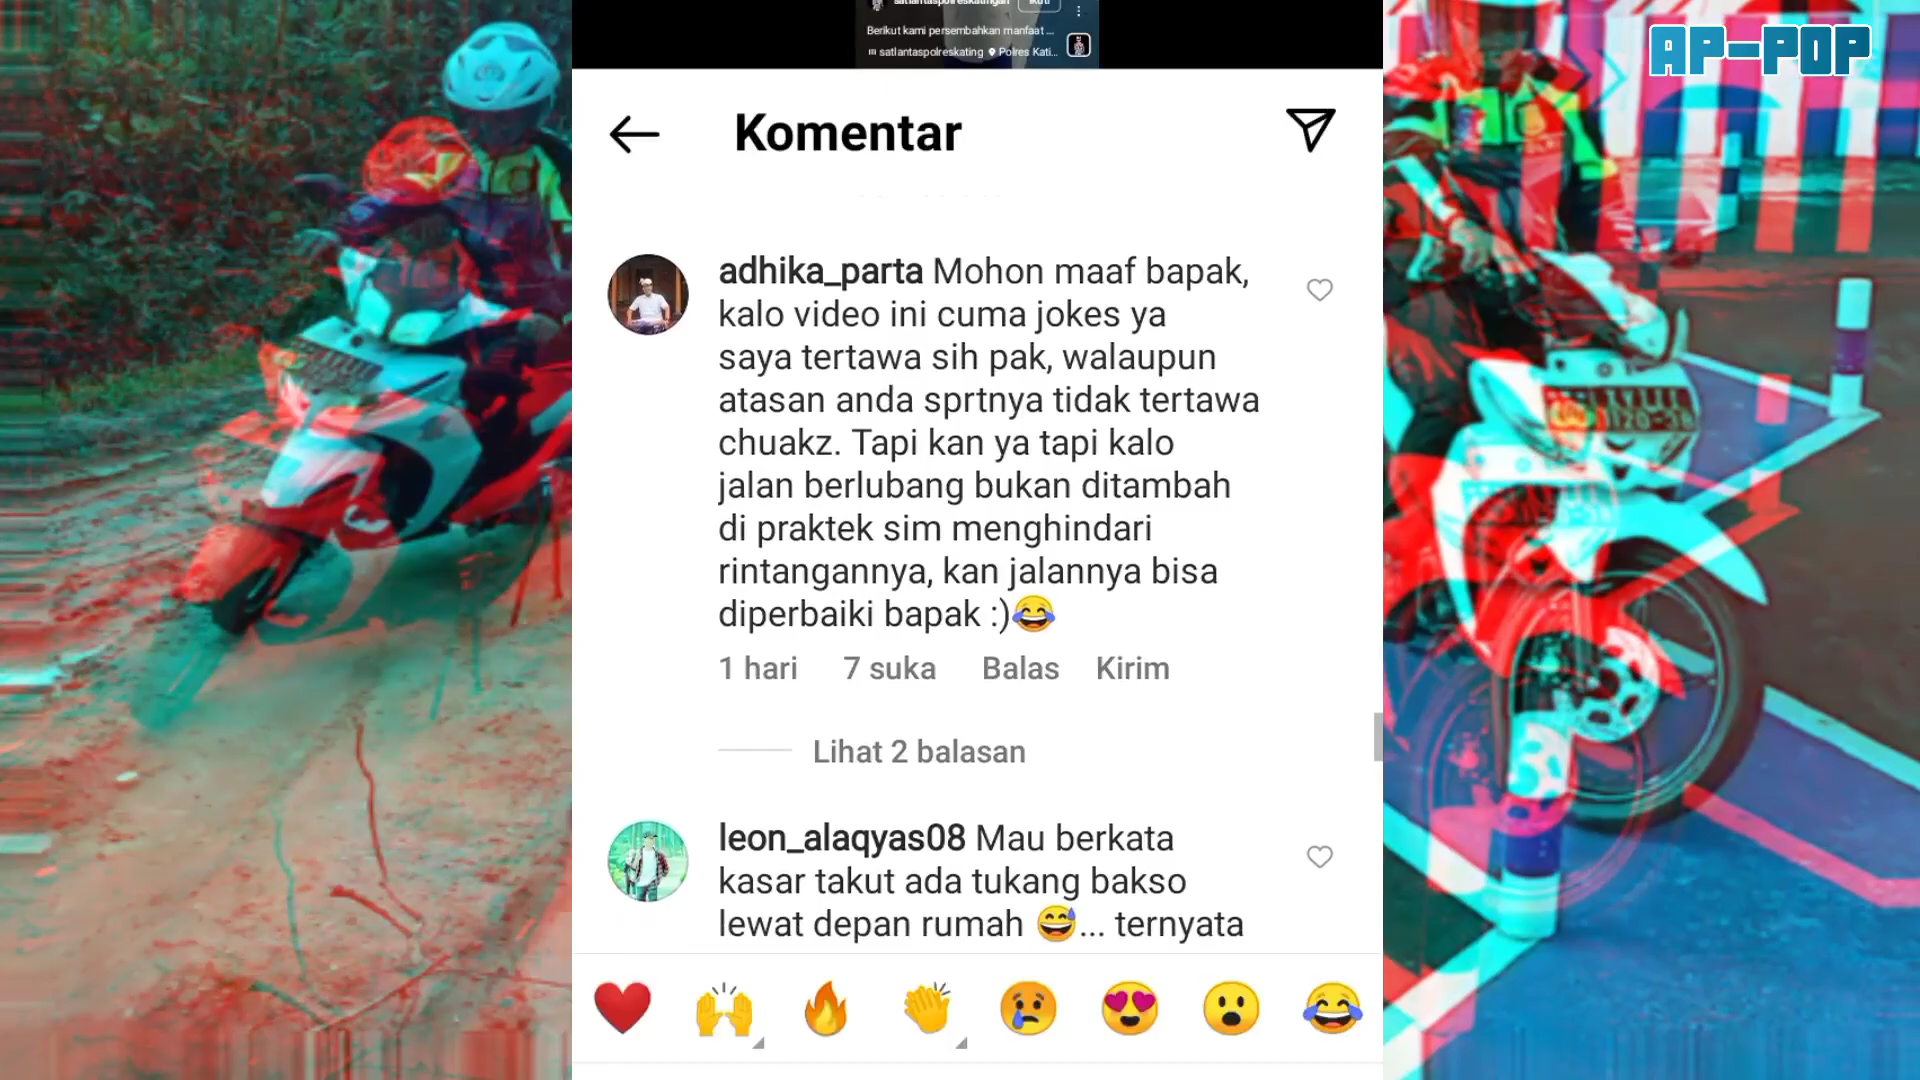 satlantaspolreskatingan Ikuti
Berikut kami persembahkan manfaat ...
satlantaspolreskating Polres Kati...
AP-POP
Komentar
adhika_parta Mohon maaf bapak,
kalo video ini cuma jokes ya
saya tertawa sih pak, walaupun
atasan anda sprtnya tidak tertawa
chuakz. Tapi kan ya tapi kalo
jalan berlubang bukan ditambah
di praktek sim menghindari
rintangannya, kan jalannya bisa
diperbaiki bapak :)😂
1 hari 7 suka Balas Kirim
Lihat 2 balasan
leon_alaqyas08 Mau berkata
kasar takut ada tukang bakso
lewat depan rumah 😅... ternyata